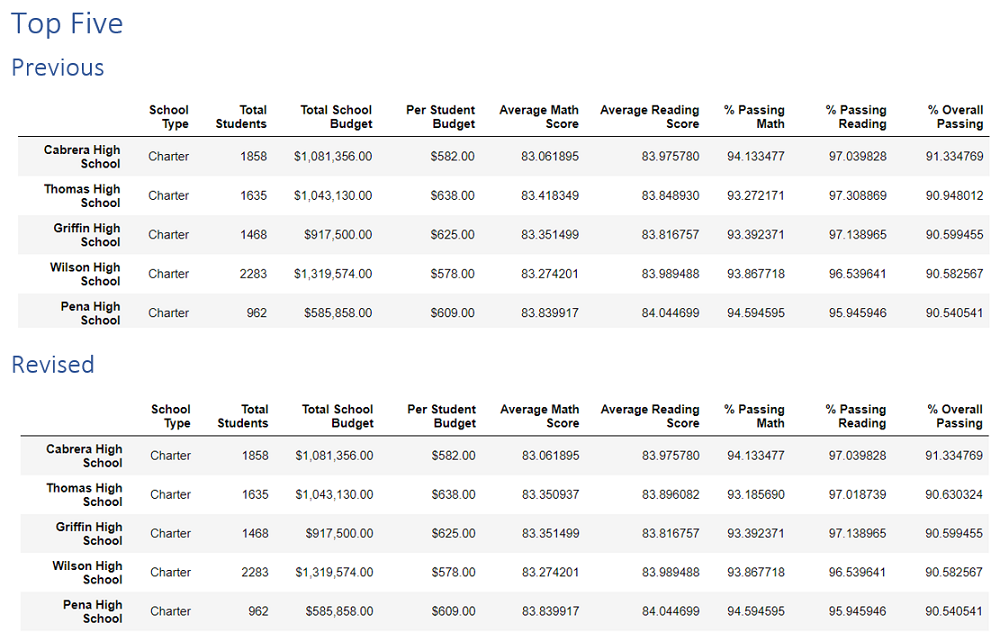 Top Five
Previous
School Type Total Students Total School Budget Per Student Budget Average Math Score Average Reading Score % Passing Math % Passing Reading % Overall Passing
Cabrera High School Charter 1858 $1,081,356.00 $582.00 83.061895 83.975780 94.133477 97.039828 91.334769
Thomas High School Charter 1635 $1,043,130.00 $638.00 83.418349 83.848930 93.272171 97.308869 90.948012
Griffin High School Charter 1468 $917,500.00 $625.00 83.351499 83.816757 93.392371 97.138965 90.599455
Wilson High School Charter 2283 $1,319,574.00 $578.00 83.274201 83.989488 93.867718 96.539641 90.582567
Pena High School Charter 962 $585,858.00 $609.00 83.839917 84.044699 94.594595 95.945946 90.540541
Revised
School Type Total Students Total School Budget Per Student Budget Average Math Score Average Reading Score % Passing Math % Passing Reading % Overall Passing
Cabrera High School Charter 1858 $1,081,356.00 $582.00 83.061895 83.975780 94.133477 97.039828 91.334769
Thomas High School Charter 1635 $1,043,130.00 $638.00 83.350937 83.896082 93.185690 97.018739 90.630324
Griffin High School Charter 1468 $917,500.00 $625.00 83.351499 83.816757 93.392371 97.138965 90.599455
Wilson High School Charter 2283 $1,319,574.00 $578.00 83.274201 83.989488 93.867718 96.539641 90.582567
Pena High School Charter 962 $585,858.00 $609.00 83.839917 84.044699 94.594595 95.945946 90.540541